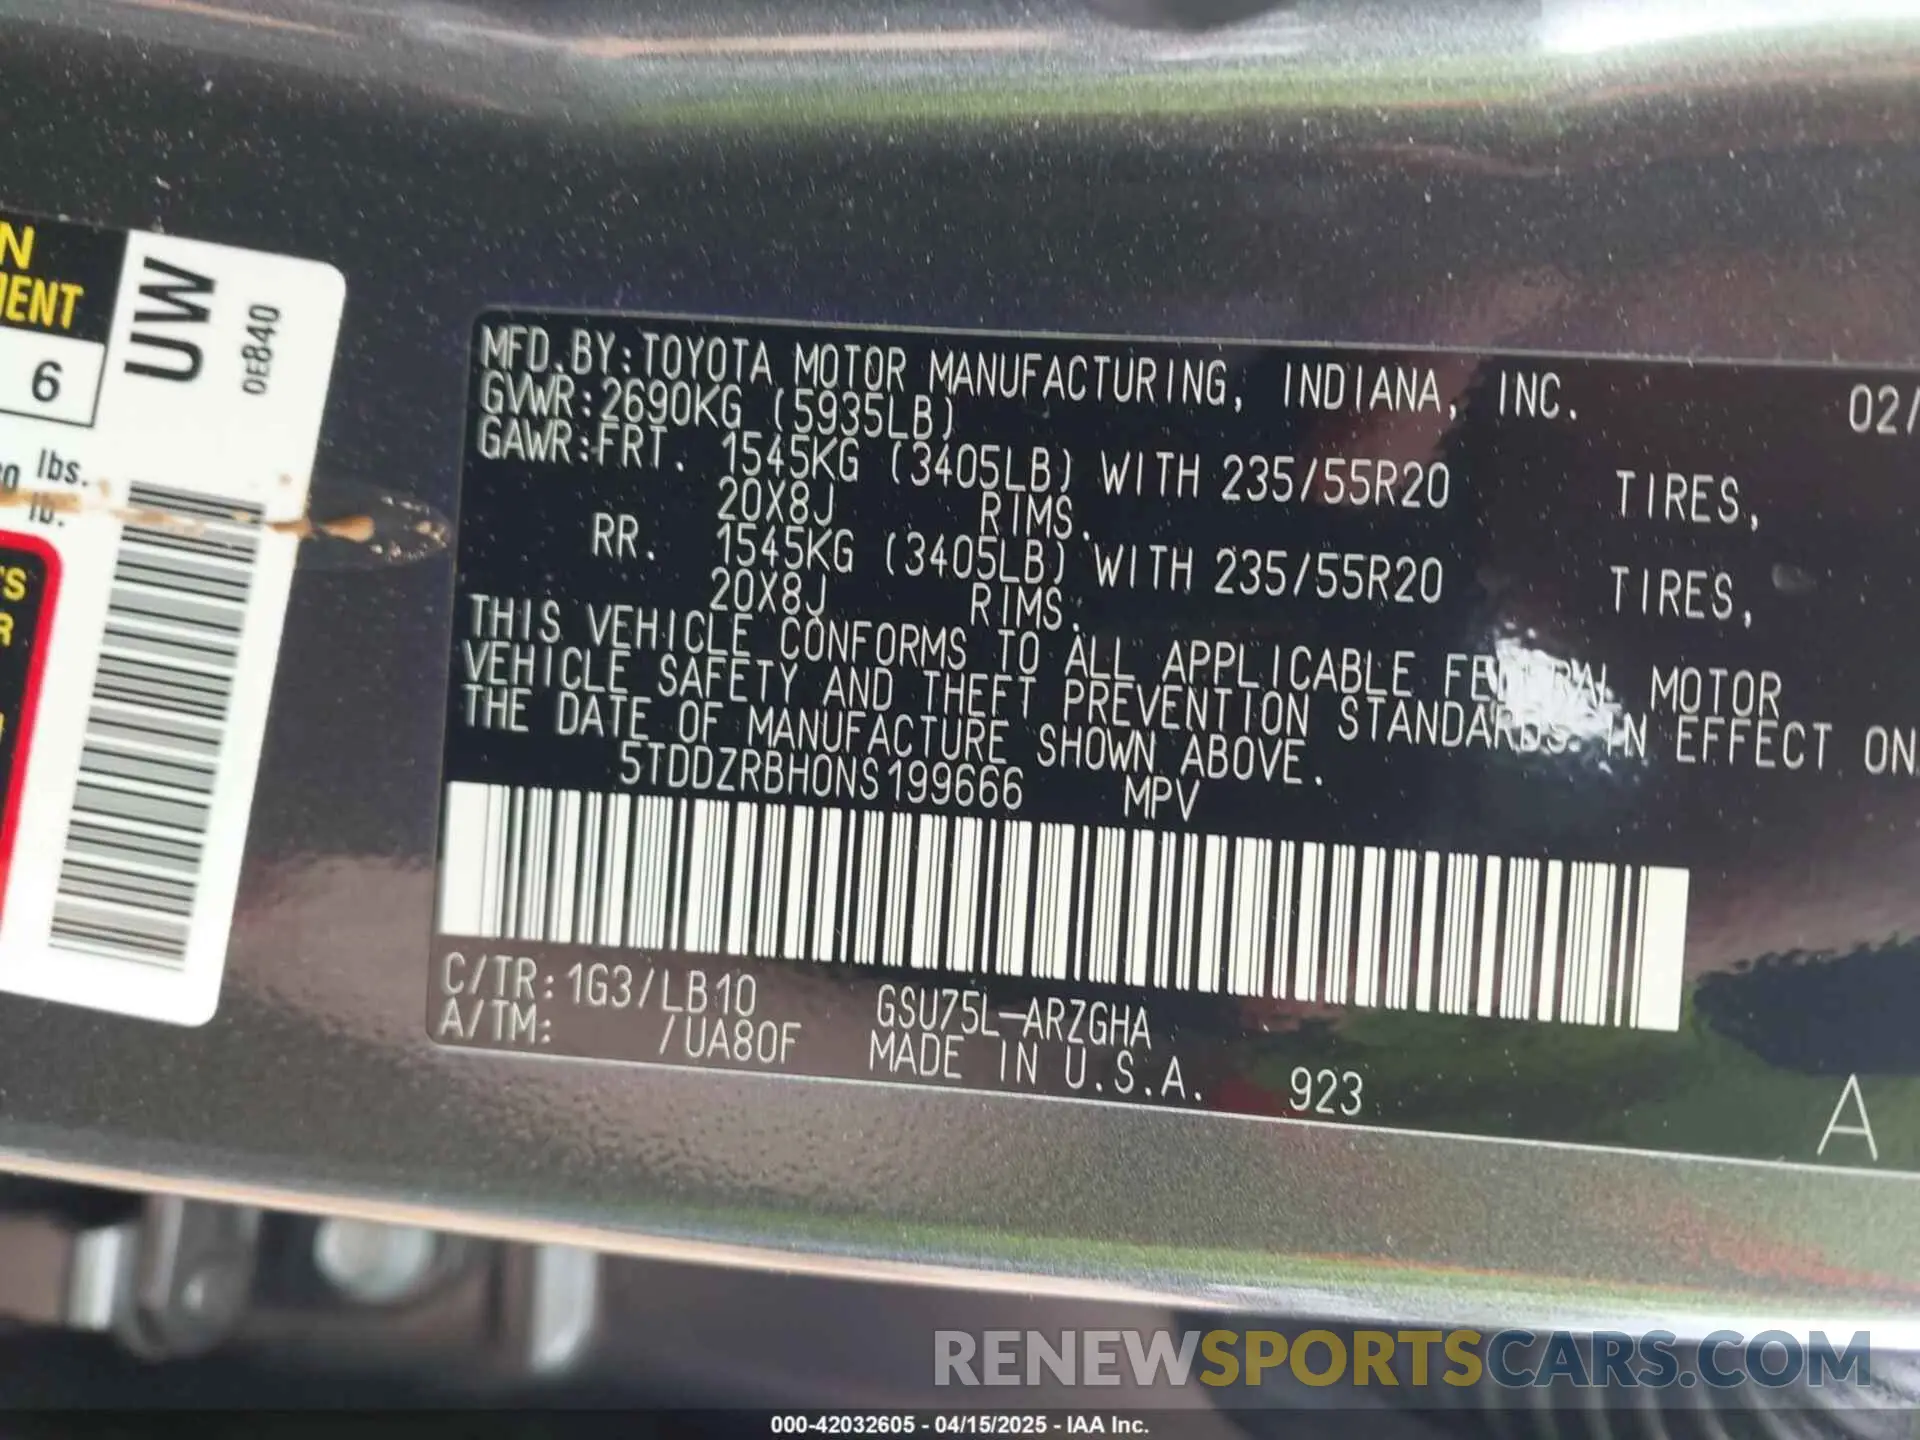 N
MENT
UW
0E840
6
lbs.
lb.
TS
R
MFD.BY:TOYOTA MOTOR MANUFACTURING, INDIANA, INC. 02/
GVWR:2690KG (5935LB)
GAWR:FRT. 1545KG (3405LB) WITH 235/55R20 TIRES,
20X8J RIMS.
RR. 1545KG (3405LB) WITH 235/55R20 TIRES,
20X8J RIMS.
THIS VEHICLE CONFORMS TO ALL APPLICABLE FEDERAL MOTOR
VEHICLE SAFETY AND THEFT PREVENTION STANDARDS IN EFFECT ON
THE DATE OF MANUFACTURE SHOWN ABOVE.
5TDDZRBH0NS199666 MPV
C/TR:1G3/LB10 GSU75L-ARZGHA
A/TM: /UA80F MADE IN U.S.A. 923
A
RENEWSPORTSCARS.COM
000-42032605 - 04/15/2025 - IAA Inc.